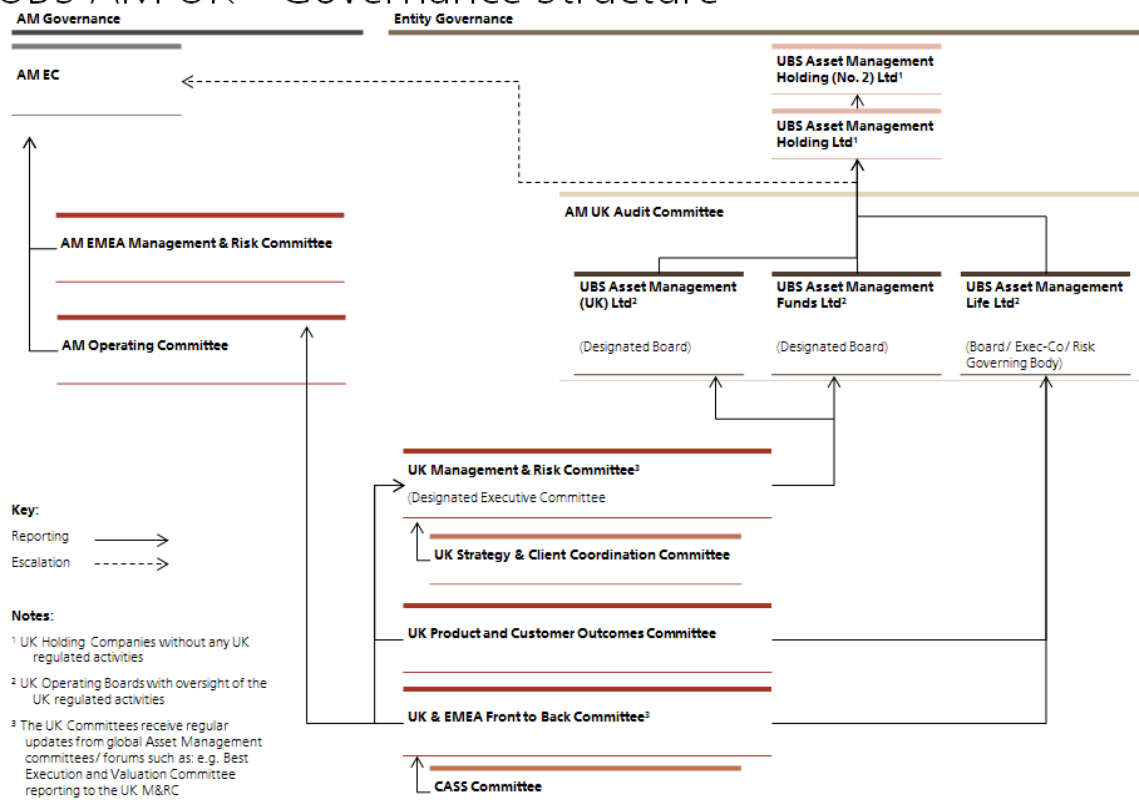 UBS AM UK – Governance Structure
AM Governance
Entity Governance
AM EC
UBS Asset Management
Holding (No. 2) Ltd¹
UBS Asset Management
Holding Ltd¹
AM UK Audit Committee
AM EMEA Management & Risk Committee
AM Operating Committee
UBS Asset Management
(UK) Ltd²
(Designated Board)
UBS Asset Management
Funds Ltd²
(Designated Board)
UBS Asset Management
Life Ltd²
(Board/ Exec-Co/ Risk
Governing Body)
UK Management & Risk Committee³
(Designated Executive Committee
UK Strategy & Client Coordination Committee
UK Product and Customer Outcomes Committee
UK & EMEA Front to Back Committee³
CASS Committee
Key:
Reporting
Escalation
Notes:
¹ UK Holding Companies without any UK
regulated activities
² UK Operating Boards with oversight of the
UK regulated activities
³ The UK Committees receive regular
updates from global Asset Management
committees/ forums such as: e.g. Best
Execution and Valuation Committee
reporting to the UK M&RC